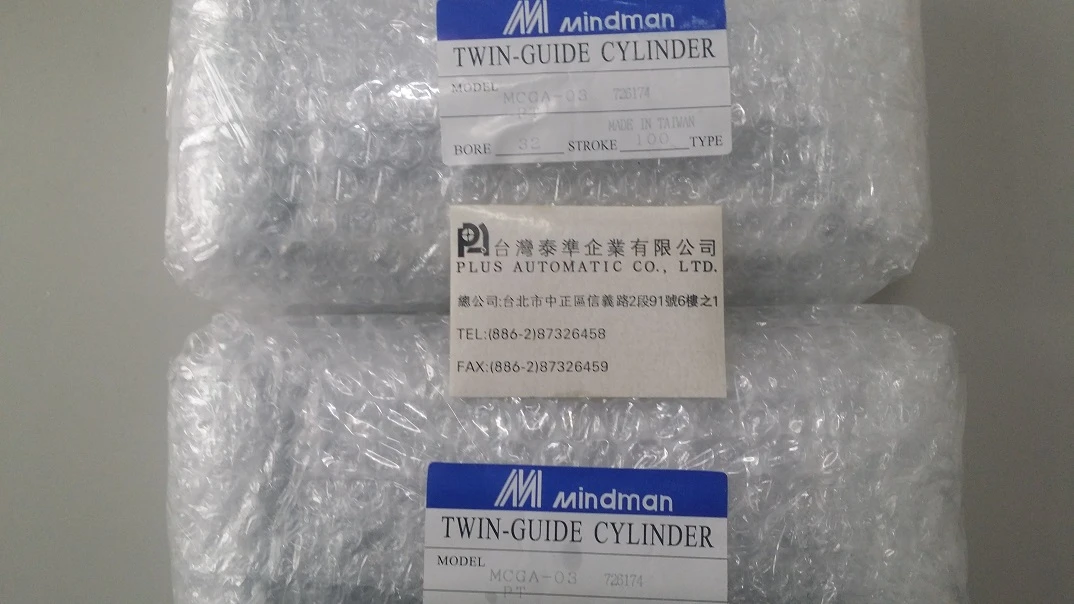 Mindman
TWIN-GUIDE CYLINDER
MODEL MCGA-03 726174
PT
MADE IN TAIWAN
BORE 32 STROKE 100 TYPE
台灣泰準企業有限公司
PLUS AUTOMATIC CO., LTD.
總公司:台北市中正區信義路2段91號6樓之1
TEL:(886-2)87326458
FAX:(886-2)87326459
Mindman
TWIN-GUIDE CYLINDER
MODEL MCGA-03 726174
PT